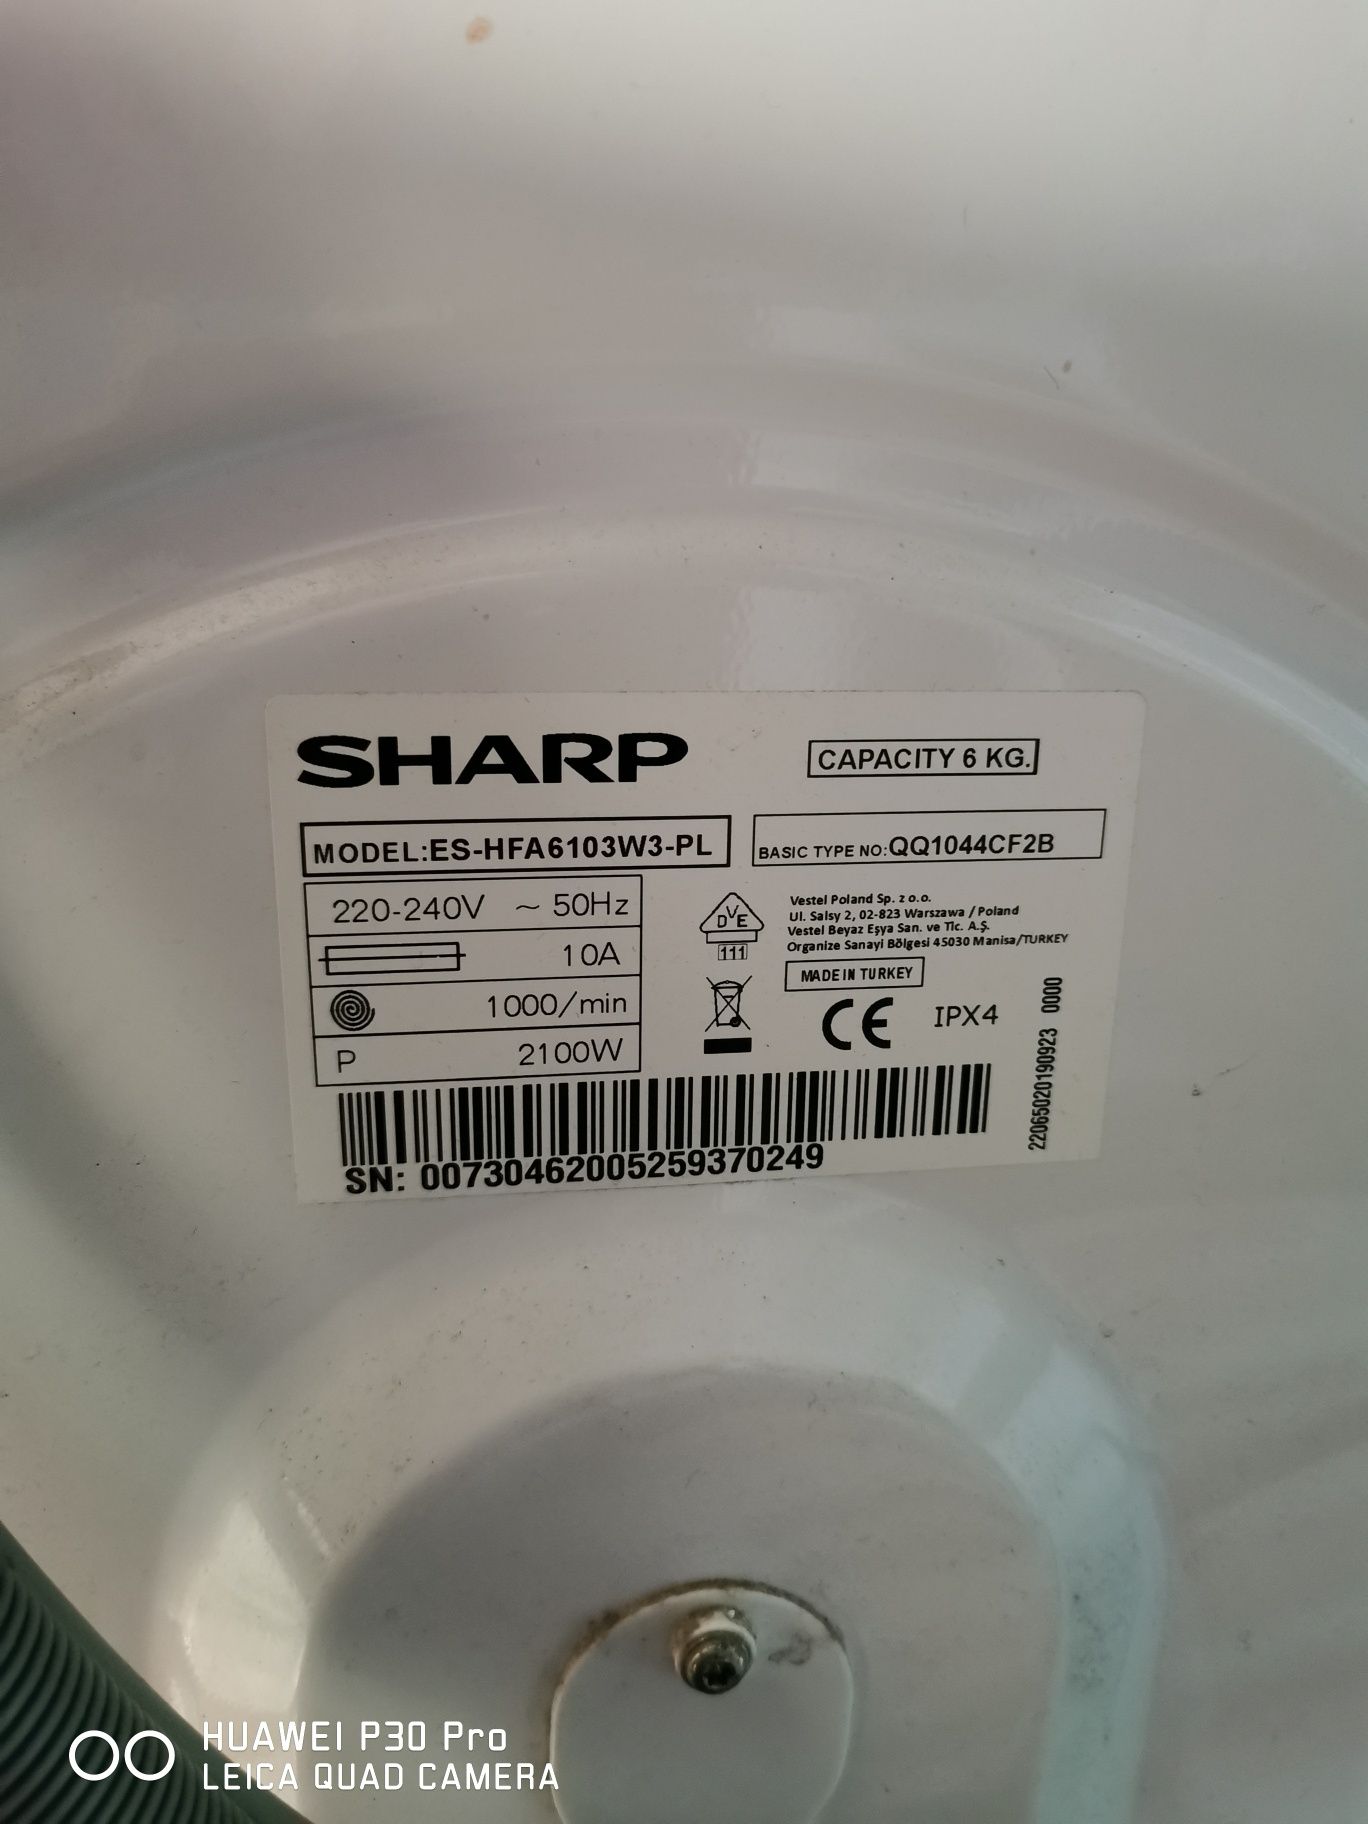 SHARP
CAPACITY 6 KG.
MODEL:ES-HFA6103W3-PL
BASIC TYPE NO:QQ1044CF2B
220-240V ~ 50Hz
10A
1000/min
P 2100W
DVE
111
Vestel Poland Sp. z o.o.
Ul. Salsy 2, 02-823 Warszawa / Poland
Vestel Beyaz Eşya San. ve Tic. A.Ş.
Organize Sanayi Bölgesi 45030 Manisa/TURKEY
MADE IN TURKEY
CE IPX4
22065020190923 0000
SN: 00730462005259370249
HUAWEI P30 Pro
LEICA QUAD CAMERA